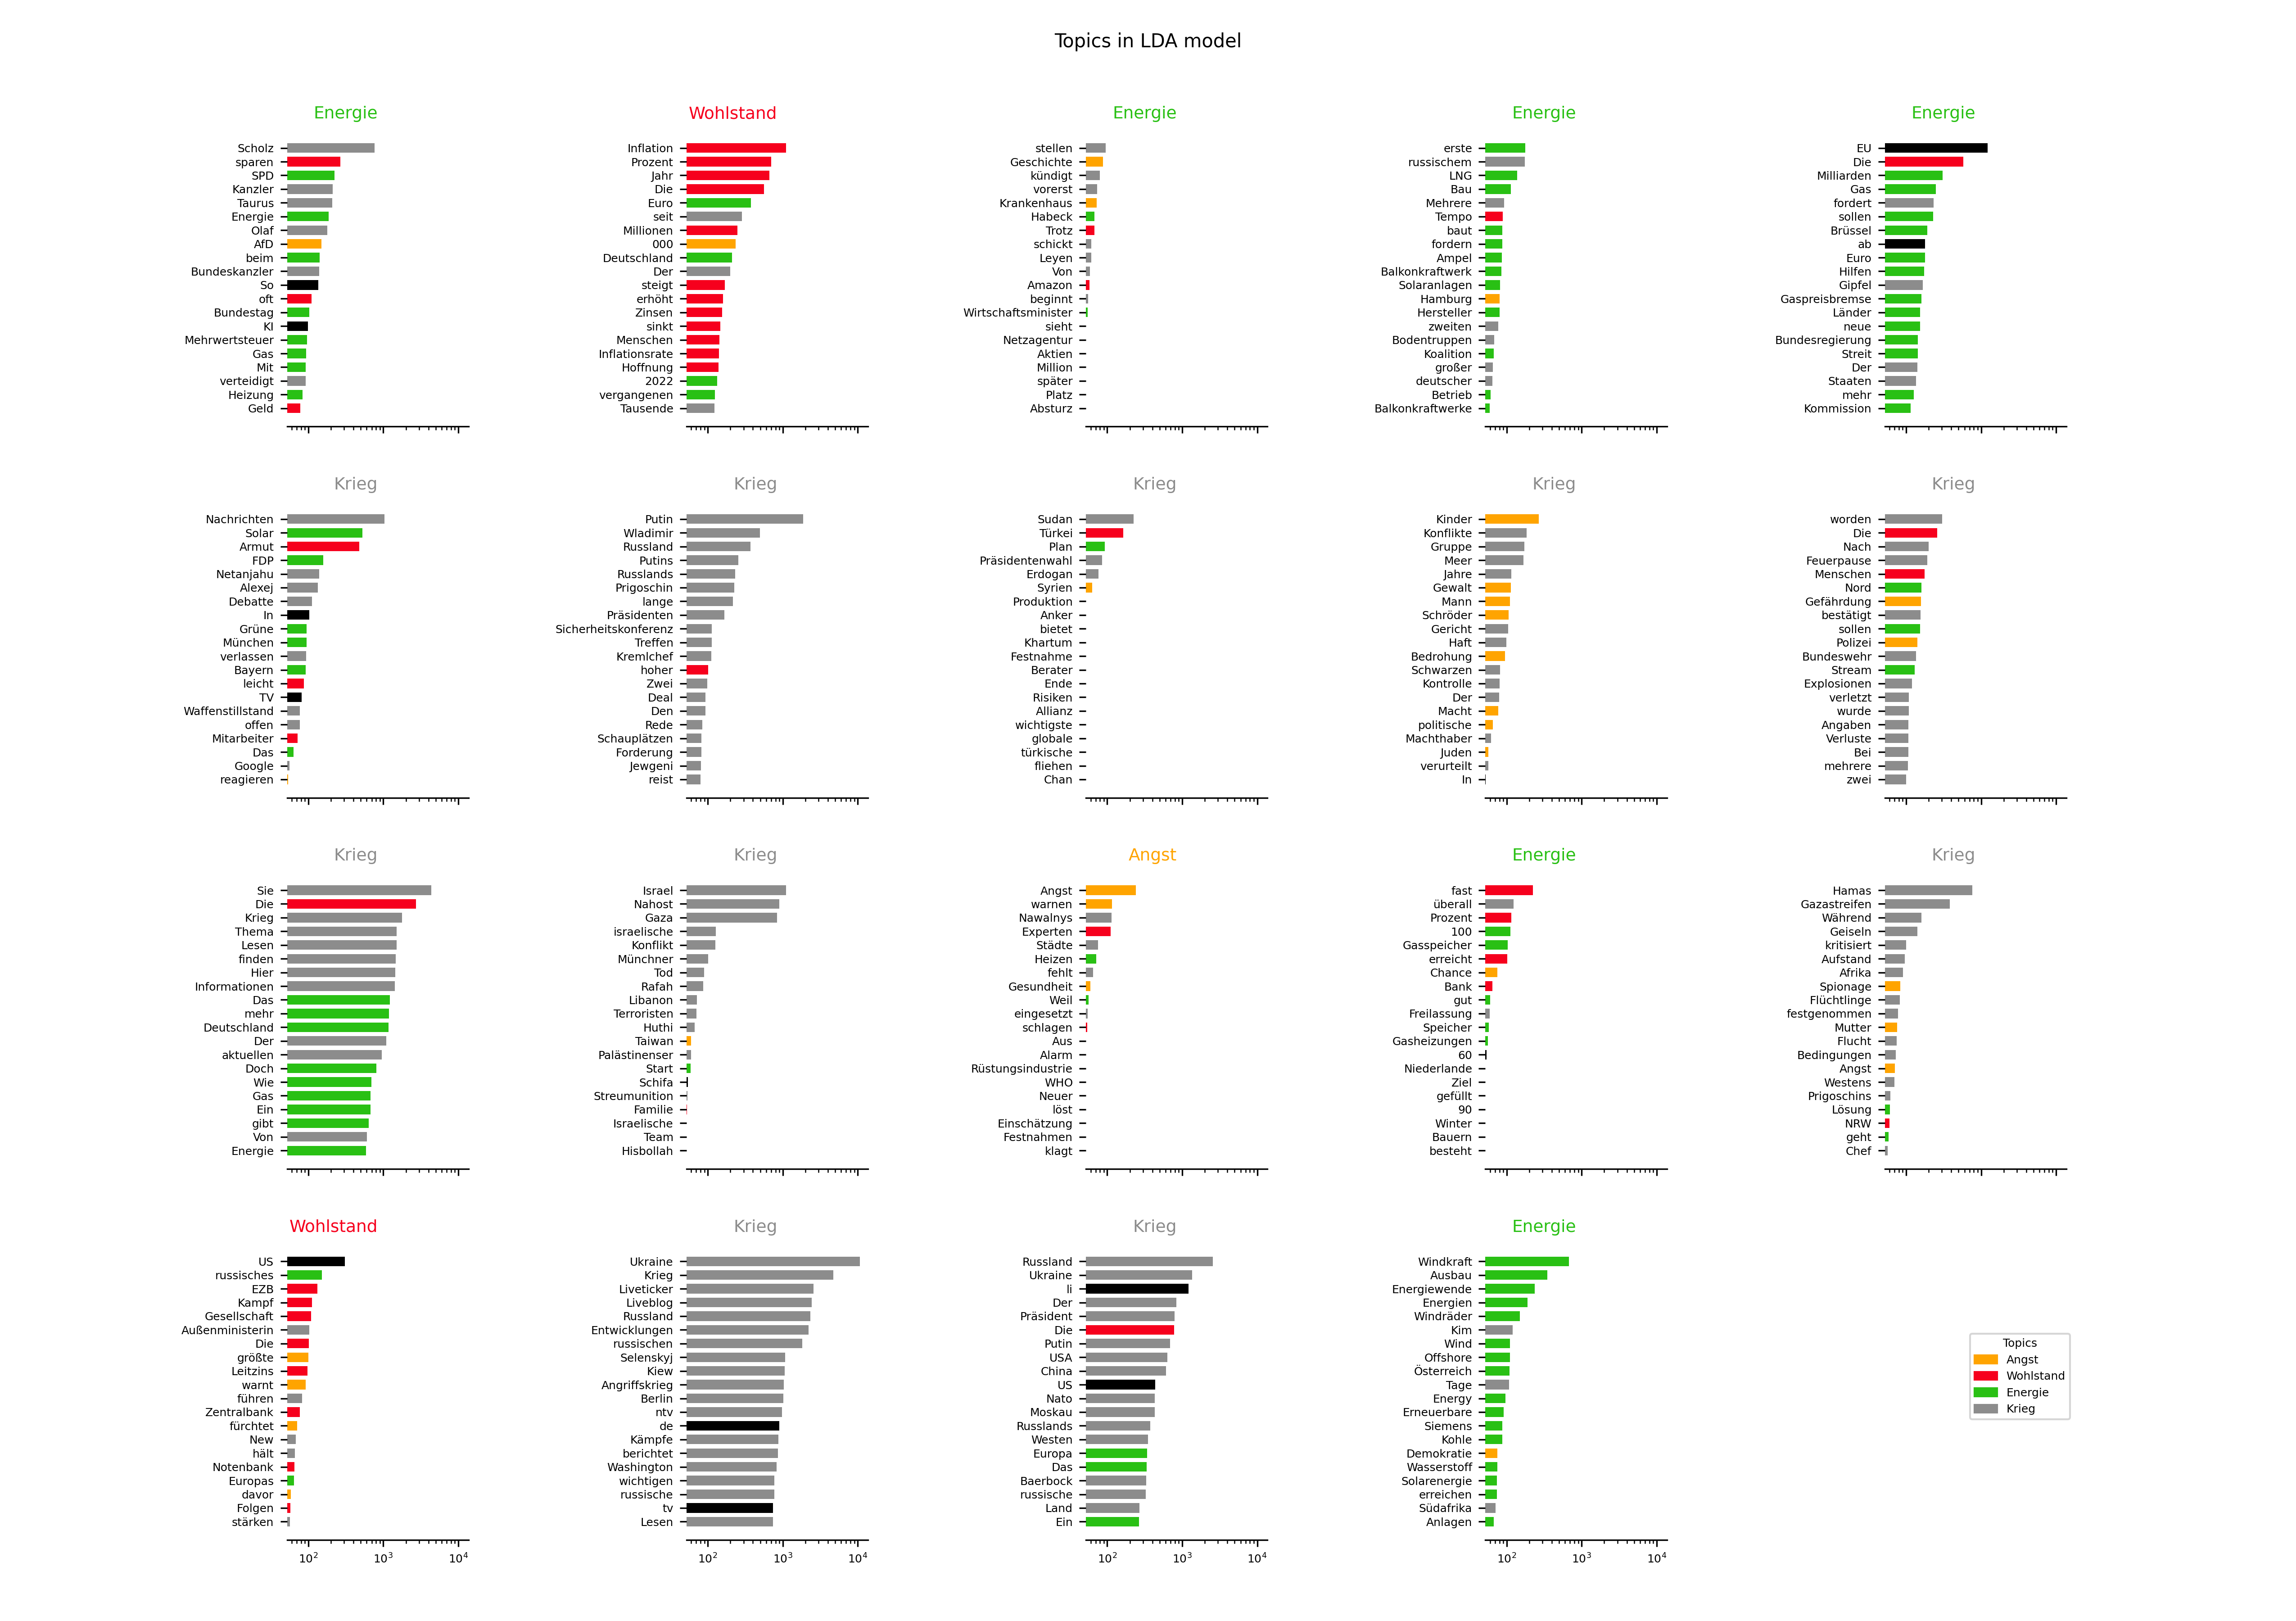 Topics in LDA model
Energie
Scholz
sparen
SPD
Kanzler
Taurus
Energie
Olaf
AfD
beim
Bundeskanzler
So
oft
Bundestag
KI
Mehrwertsteuer
Gas
Mit
verteidigt
Heizung
Geld
Wohlstand
Inflation
Prozent
Jahr
Die
Euro
seit
Millionen
000
Deutschland
Der
steigt
erhöht
Zinsen
sinkt
Menschen
Inflationsrate
Hoffnung
2022
vergangenen
Tausende
Energie
stellen
Geschichte
kündigt
vorerst
Krankenhaus
Habeck
Trotz
schickt
Leyen
Von
Amazon
beginnt
Wirtschaftsminister
sieht
Netzagentur
Aktien
Million
später
Platz
Absturz
Energie
erste
russischem
LNG
Bau
Mehrere
Tempo
baut
fordern
Ampel
Balkonkraftwerk
Solaranlagen
Hamburg
Hersteller
zweiten
Bodentruppen
Koalition
großer
deutscher
Betrieb
Balkonkraftwerke
Energie
EU
Die
Milliarden
Gas
fordert
sollen
Brüssel
ab
Euro
Hilfen
Gipfel
Gaspreisbremse
Länder
neue
Bundesregierung
Streit
Der
Staaten
mehr
Kommission
Krieg
Nachrichten
Solar
Armut
FDP
Netanjahu
Alexej
Debatte
In
Grüne
München
verlassen
Bayern
leicht
TV
Waffenstillstand
offen
Mitarbeiter
Das
Google
reagieren
Krieg
Putin
Wladimir
Russland
Putins
Russlands
Prigoschin
lange
Präsidenten
Sicherheitskonferenz
Treffen
Kremlchef
hoher
Zwei
Deal
Den
Rede
Schauplätzen
Forderung
Jewgeni
reist
Krieg
Sudan
Türkei
Plan
Präsidentenwahl
Erdogan
Syrien
Produktion
Anker
bietet
Khartum
Festnahme
Berater
Ende
Risiken
Allianz
wichtigste
globale
türkische
fliehen
Chan
Krieg
Kinder
Konflikte
Gruppe
Meer
Jahre
Gewalt
Mann
Schröder
Gericht
Haft
Bedrohung
Schwarzen
Kontrolle
Der
Macht
politische
Machthaber
Juden
verurteilt
In
Krieg
worden
Die
Nach
Feuerpause
Menschen
Nord
Gefährdung
bestätigt
sollen
Polizei
Bundeswehr
Stream
Explosionen
verletzt
wurde
Angaben
Verluste
Bei
mehrere
zwei
Krieg
Sie
Die
Krieg
Thema
Lesen
finden
Hier
Informationen
Das
mehr
Deutschland
Der
aktuellen
Doch
Wie
Gas
Ein
gibt
Von
Energie
Krieg
Israel
Nahost
Gaza
israelische
Konflikt
Münchner
Tod
Rafah
Libanon
Terroristen
Huthi
Taiwan
Palästinenser
Start
Schifa
Streumunition
Familie
Israelische
Team
Hisbollah
Angst
Angst
warnen
Nawalnys
Experten
Städte
Heizen
fehlt
Gesundheit
Weil
eingesetzt
schlagen
Aus
Alarm
Rüstungsindustrie
WHO
Neuer
löst
Einschätzung
Festnahmen
klagt
Energie
fast
überall
Prozent
100
Gasspeicher
erreicht
Chance
Bank
gut
Freilassung
Speicher
Gasheizungen
60
Niederlande
Ziel
gefüllt
90
Winter
Bauern
besteht
Krieg
Hamas
Gazastreifen
Während
Geiseln
kritisiert
Aufstand
Afrika
Spionage
Flüchtlinge
festgenommen
Mutter
Flucht
Bedingungen
Angst
Westens
Prigoschins
Lösung
NRW
geht
Chef
Wohlstand
US
russisches
EZB
Kampf
Gesellschaft
Außenministerin
Die
größte
Leitzins
warnt
führen
Zentralbank
fürchtet
New
hält
Notenbank
Europas
davor
Folgen
stärken
10² 10³ 10⁴
Krieg
Ukraine
Krieg
Liveticker
Liveblog
Russland
Entwicklungen
russischen
Selenskyj
Kiew
Angriffskrieg
Berlin
ntv
de
Kämpfe
berichtet
Washington
wichtigen
russische
tv
Lesen
10² 10³ 10⁴
Krieg
Russland
Ukraine
li
Der
Präsident
Die
Putin
USA
China
US
Nato
Moskau
Russlands
Westen
Europa
Das
Baerbock
russische
Land
Ein
10² 10³ 10⁴
Energie
Windkraft
Ausbau
Energiewende
Energien
Windräder
Kim
Wind
Offshore
Österreich
Tage
Energy
Erneuerbare
Siemens
Kohle
Demokratie
Wasserstoff
Solarenergie
erreichen
Südafrika
Anlagen
10² 10³ 10⁴
Topics
Angst
Wohlstand
Energie
Krieg